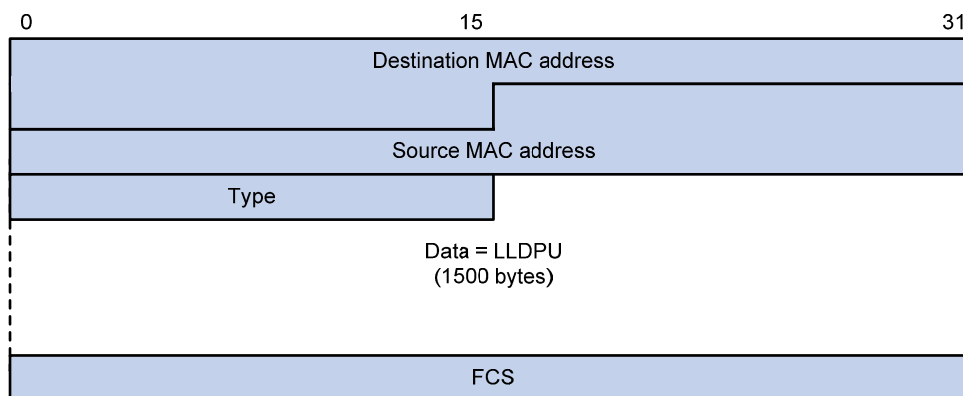 0 15 31
Destination MAC address
Source MAC address
Type
Data = LLDPU
(1500 bytes)
FCS